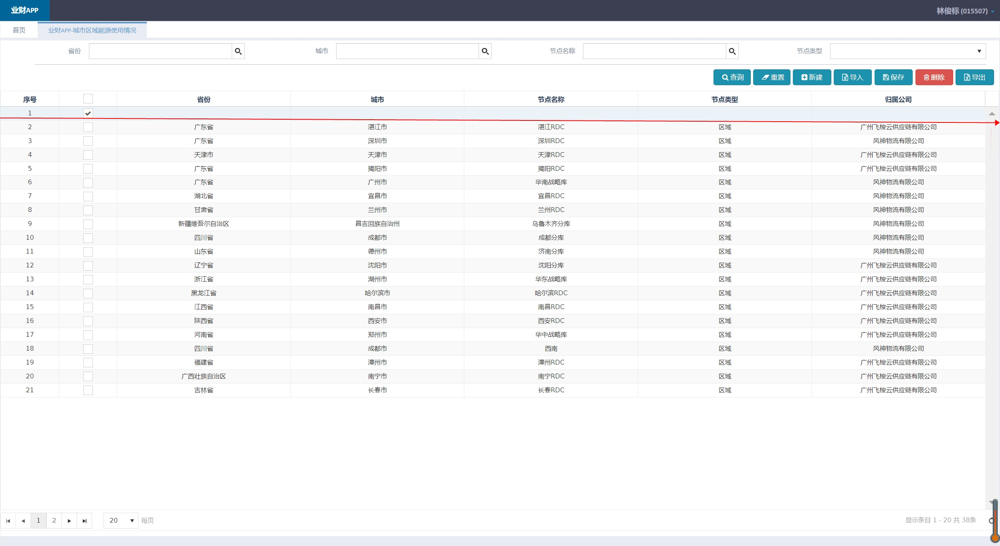 业财APP
林俊标 (015507)
首页 业财APP-城市区域能源使用情况
省份 城市 节点名称 节点类型
查询 重置 新建 导入 保存 删除 导出
序号 省份 城市 节点名称 节点类型 归属公司
1
2 广东省 湛江市 湛江RDC 区域 广州飞梭云供应链有限公司
3 广东省 深圳市 深圳RDC 区域 风神物流有限公司
4 天津市 天津市 天津RDC 区域 广州飞梭云供应链有限公司
5 广东省 揭阳市 揭阳RDC 区域 广州飞梭云供应链有限公司
6 广东省 广州市 华南战略库 区域 风神物流有限公司
7 湖北省 宜昌市 宜昌RDC 区域 风神物流有限公司
8 甘肃省 兰州市 兰州RDC 区域 风神物流有限公司
9 新疆维吾尔自治区 昌吉回族自治州 乌鲁木齐分库 区域 风神物流有限公司
10 四川省 成都市 成都分库 区域 风神物流有限公司
11 山东省 德州市 济南分库 区域 风神物流有限公司
12 辽宁省 沈阳市 沈阳分库 区域 广州飞梭云供应链有限公司
13 浙江省 湖州市 华东战略库 区域 广州飞梭云供应链有限公司
14 黑龙江省 哈尔滨市 哈尔滨RDC 区域 广州飞梭云供应链有限公司
15 江西省 南昌市 南昌RDC 区域 广州飞梭云供应链有限公司
16 陕西省 西安市 西安RDC 区域 广州飞梭云供应链有限公司
17 河南省 郑州市 华中战略库 区域 广州飞梭云供应链有限公司
18 四川省 成都市 西南 区域 风神物流有限公司
19 福建省 漳州市 漳州RDC 区域 广州飞梭云供应链有限公司
20 广西壮族自治区 南宁市 南宁RDC 区域 广州飞梭云供应链有限公司
21 吉林省 长春市 长春RDC 区域 广州飞梭云供应链有限公司
1 2 20 每页 显示条目 1 - 20 共 38条